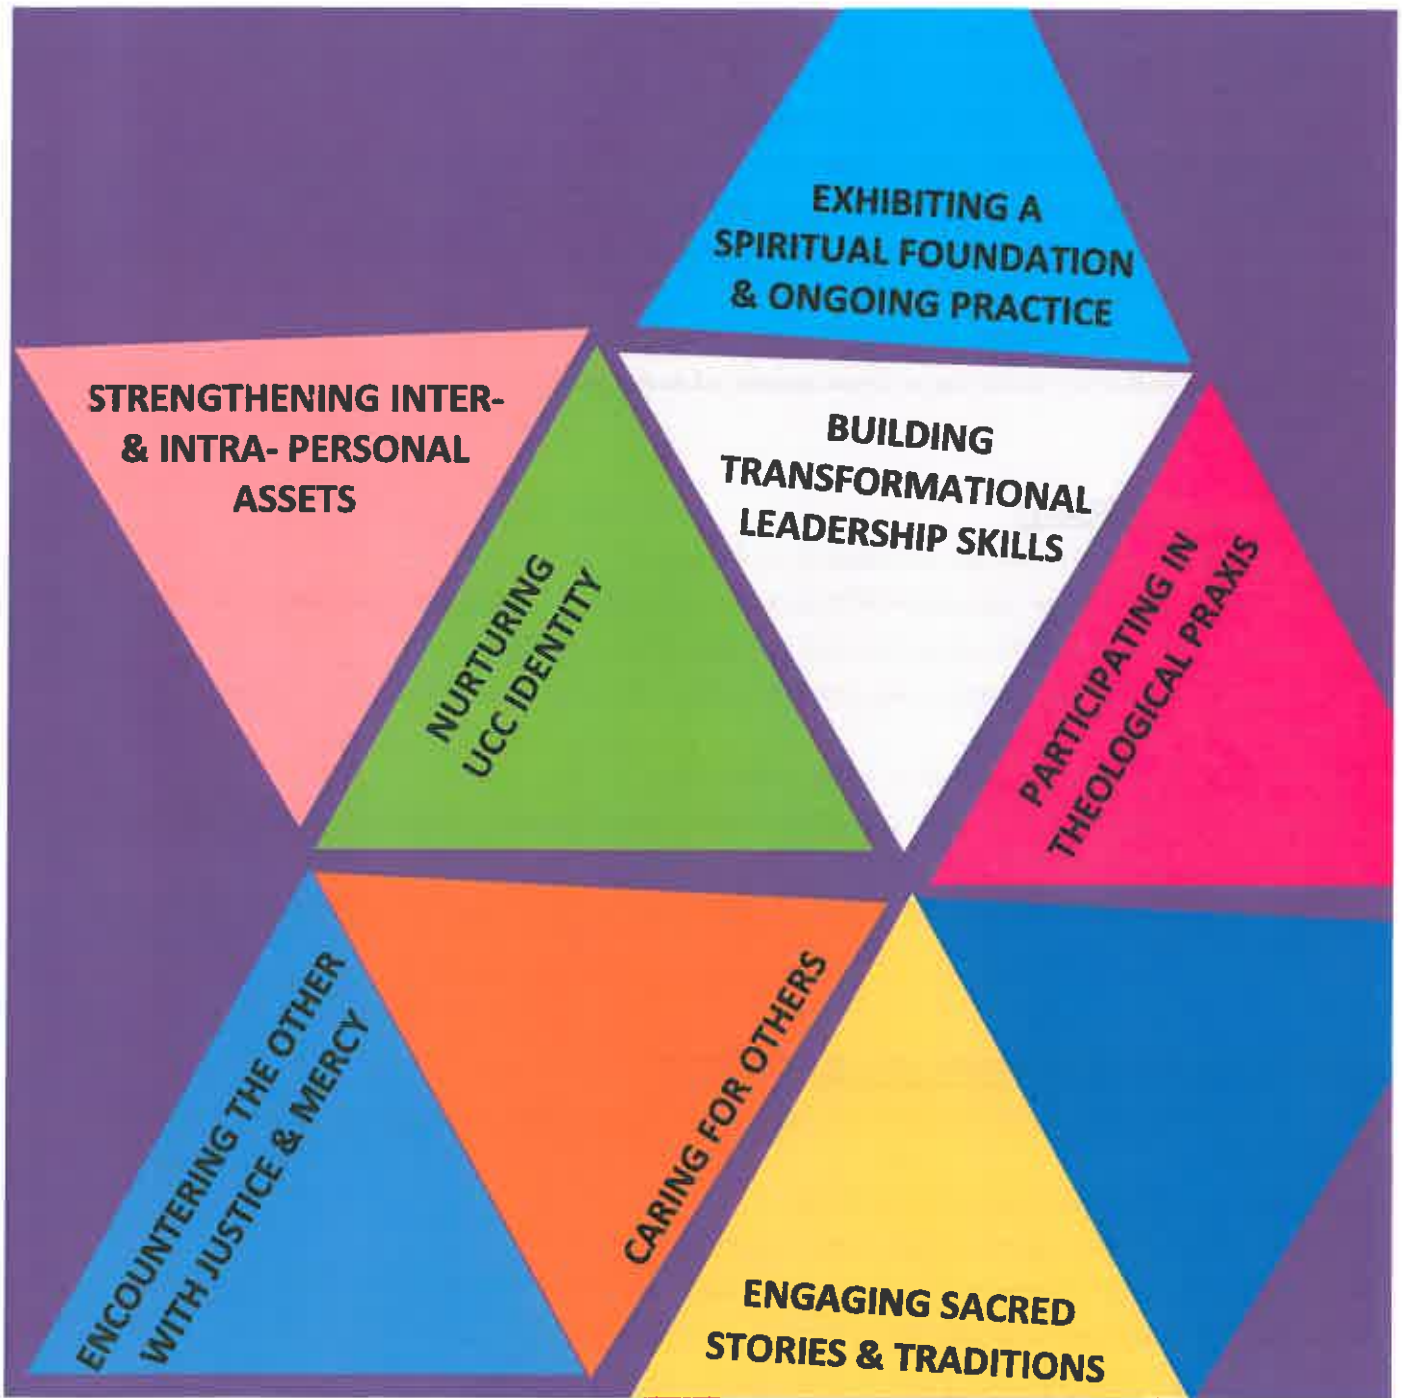 EXHIBITING A
SPIRITUAL FOUNDATION
& ONGOING PRACTICE
STRENGTHENING INTER-
& INTRA- PERSONAL
ASSETS
BUILDING
TRANSFORMATIONAL
LEADERSHIP SKILLS
NURTURING
UCC IDENTITY
PARTICIPATING IN
THEOLOGICAL PRAXIS
ENCOUNTERING THE OTHER
WITH JUSTICE & MERCY
CARING FOR OTHERS
ENGAGING SACRED
STORIES & TRADITIONS